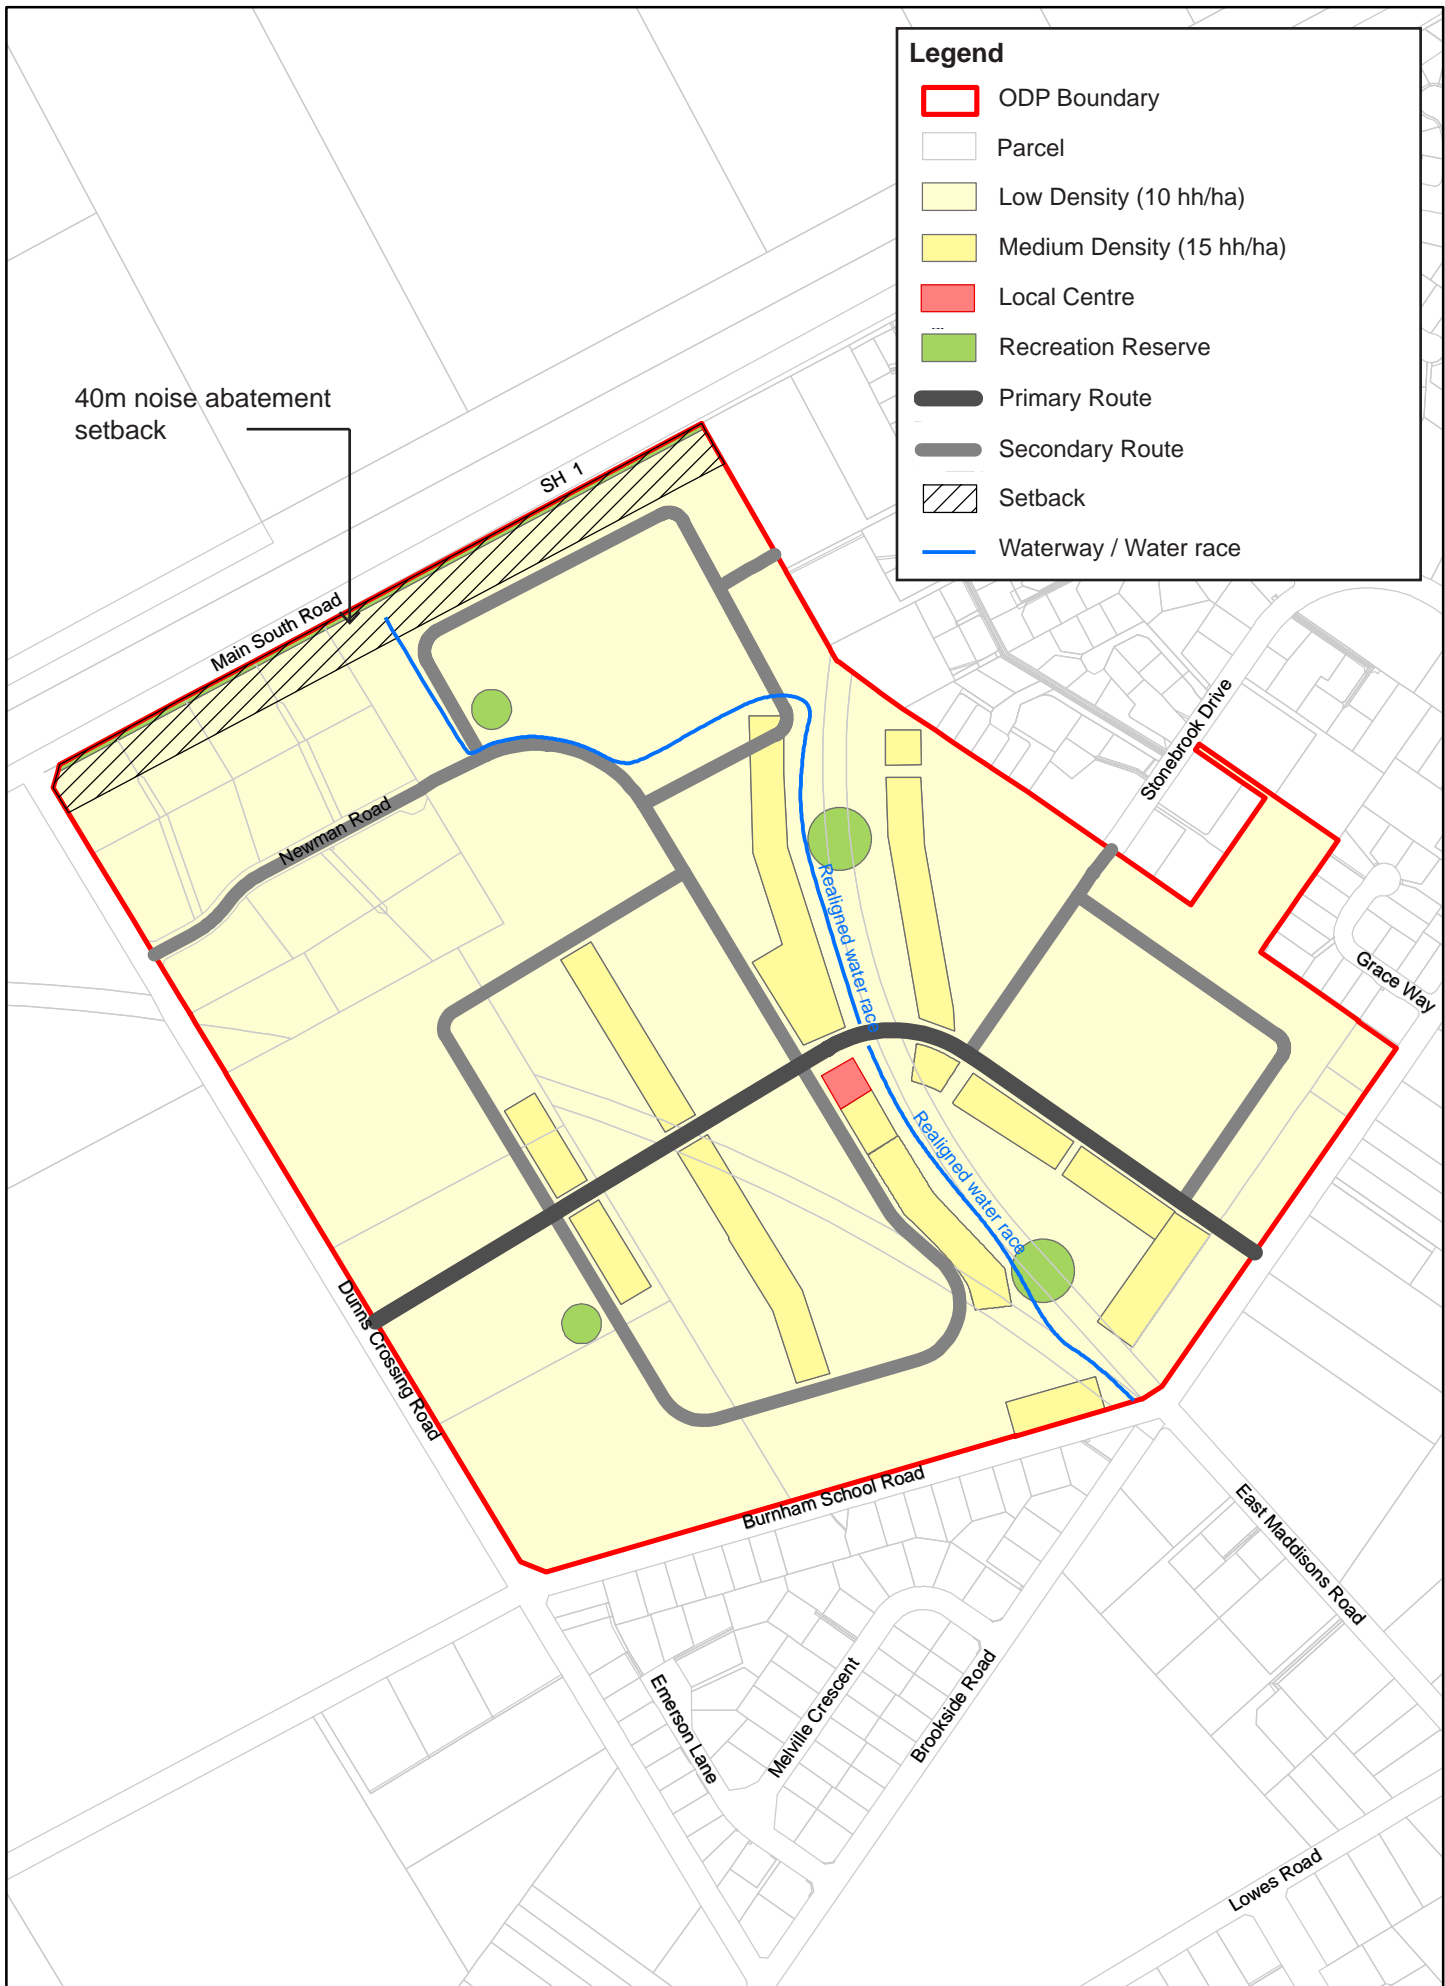 Legend
ODP Boundary
Parcel
Low Density (10 hh/ha)
Medium Density (15 hh/ha)
Local Centre
Recreation Reserve
Primary Route
Secondary Route
Setback
Waterway / Water race
40m noise abatement
setback
SH 1
Main South Road
Newman Road
Stonebrook Drive
Grace Way
Realigned water race
Realigned water race
Dunns Crossing Road
Burnham School Road
East Maddisons Road
Emerson Lane
Melville Crescent
Brookside Road
Lowes Road